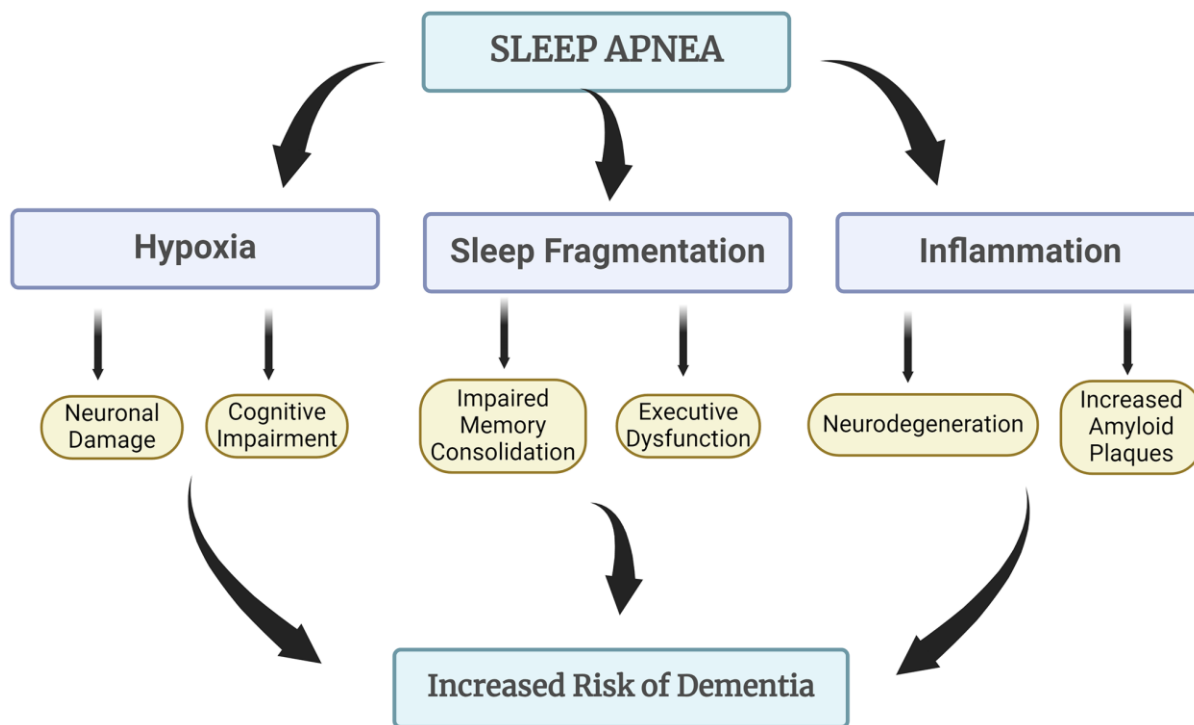 SLEEP APNEA
Hypoxia
Sleep Fragmentation
Inflammation
Neuronal
Damage
Cognitive
Impairment
Impaired
Memory
Consolidation
Executive
Dysfunction
Neurodegeneration
Increased
Amyloid
Plaques
Increased Risk of Dementia